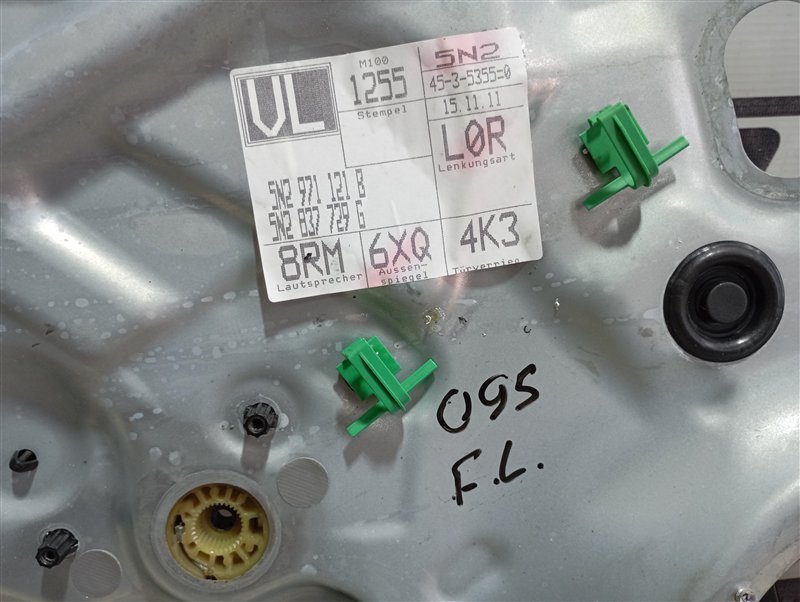 VL
M100
1255
Stempel
5N2
45-3-5355=0
15.11.11
L0R
Lenkungsart
5N2 971 121 B
5N2 837 729 G
8RM
Lautsprecher
6XQ
Aussen-
spiegel
4K3
Türverrieg
095
F.L.